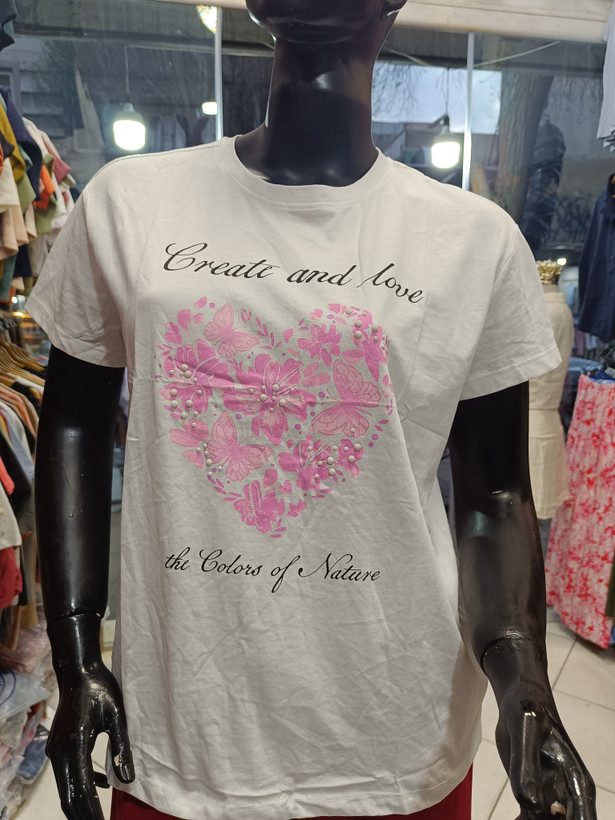 Create and love
the Colors of Nature